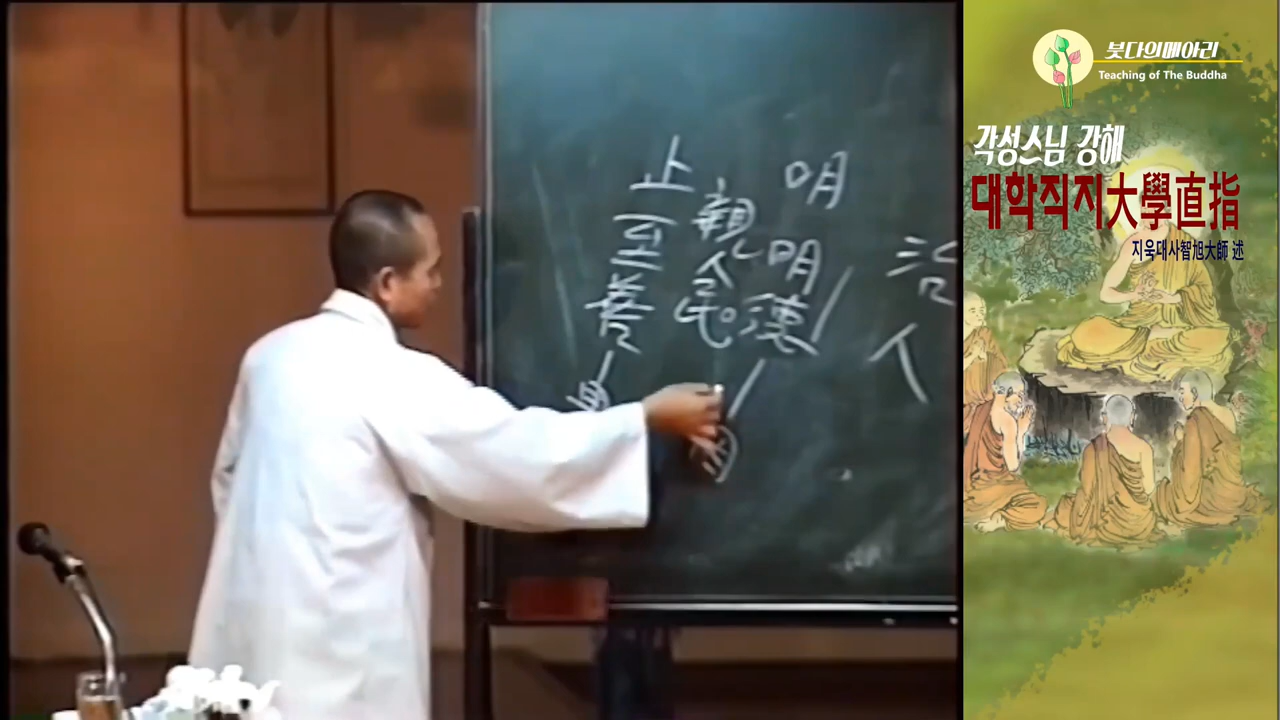 治人
明明德
親民
止至善
붓다의메아리
Teaching of The Buddha
각성스님 강해
대학직지大學直指
지욱대사智旭大師 述